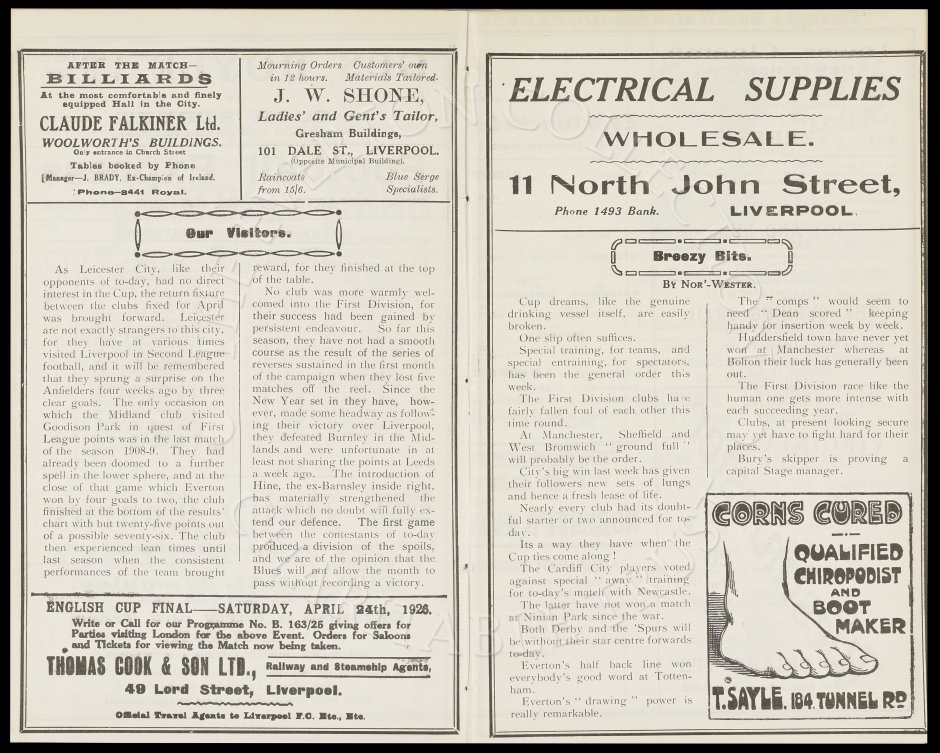 AFTER THE MATCH—
BILLIARDS
At the most comfortable and finely
equipped Hall in the City.
CLAUDE FALKINER Ltd.
WOOLWORTH'S BUILDINGS.
Only entrance in Church Street
Tables booked by Phone
[Manager—J. BRADY, Ex-Champion of Ireland.
Phone—8441 Royal.
Mourning Orders Customers' own
in 12 hours. Materials Tailored.
J. W. SHONE,
Ladies' and Gent's Tailor,
Gresham Buildings,
101 DALE ST., LIVERPOOL.
(Opposite Municipal Building).
Raincoats Blue Serge
from 15/6. Specialists.
Our Visitors.
As Leicester City, like their
opponents of to-day, had no direct
interest in the Cup, the return fixture
between the clubs fixed for April
was brought forward. Leicester
are not exactly strangers to this city,
for they have at various times
visited Liverpool in Second League
football, and it will be remembered
that they sprung a surprise on the
Anfielders four weeks ago by three
clear goals. The only occasion on
which the Midland club visited
Goodison Park in quest of First
League points was in the last match
of the season 1908-9. They had
already been doomed to a further
spell in the lower sphere, and at the
close of that game which Everton
won by four goals to two, the club
finished at the bottom of the results'
chart with but twenty-five points out
of a possible seventy-six. The club
then experienced lean times until
last season when the consistent
performances of the team brought
reward, for they finished at the top
of the table.
No club was more warmly wel-
comed into the First Division, for
their success had been gained by
persistent endeavour. So far this
season, they have not had a smooth
course as the result of the series of
reverses sustained in the first month
of the campaign when they lost five
matches off the reel. Since the
New Year set in they have, how-
ever, made some headway as follow-
ing their victory over Liverpool,
they defeated Burnley in the Mid-
lands and were unfortunate in at
least not sharing the points at Leeds
a week ago. The introduction of
Hine, the ex-Barnsley inside right,
has materially strengthened the
attack which no doubt will fully ex-
tend our defence. The first game
between the contestants of to-day
produced a division of the spoils,
and we are of the opinion that the
Blues will not allow the month to
pass without recording a victory.
ENGLISH CUP FINAL—SATURDAY, APRIL 24th, 1926.
Write or Call for our Programme No. B. 163/25 giving offers for
Parties visiting London for the above Event. Orders for Saloons
and Tickets for viewing the Match now being taken.
THOMAS COOK & SON LTD., Railway and Steamship Agents,
49 Lord Street, Liverpool.
Official Travel Agents to Liverpool F.C. Etc., Etc.
ELECTRICAL SUPPLIES
WHOLESALE.
11 North John Street,
Phone 1493 Bank. LIVERPOOL.
Breezy Bits.
BY NOR'-WESTER.
Cup dreams, like the genuine
drinking vessel itself, are easily
broken.
One slip often suffices.
Special training, for teams, and
special entraining, for spectators,
has been the general order this
week.
The First Division clubs have
fairly fallen foul of each other this
time round.
At Manchester, Sheffield and
West Bromwich "ground full"
will probably be the order.
City's big win last week has given
their followers new sets of lungs
and hence a fresh lease of life.
Nearly every club had its doubt-
ful starter or two announced for to-
day.
Its a way they have when the
Cup ties come along!
The Cardiff City players voted
against special "away" training
for to-day's match with Newcastle.
The latter have not won a match
at Ninian Park since the war.
Both Derby and the 'Spurs will
be without their star centre forwards
to-day.
Everton's half back line won
everybody's good word at Totten-
ham.
Everton's "drawing" power is
really remarkable.
The "comps" would seem to
need "Dean scored" keeping
handy for insertion week by week.
Huddersfield town have never yet
won at Manchester whereas at
Bolton their luck has generally been
out.
The First Division race like the
human one gets more intense with
each succeeding year.
Clubs, at present looking secure
may yet have to fight hard for their
places.
Bury's skipper is proving a
capital Stage manager.
CORNS CURED
QUALIFIED
CHIROPODIST
AND
BOOT
MAKER
T. SAYLE. 184. TUNNEL RD